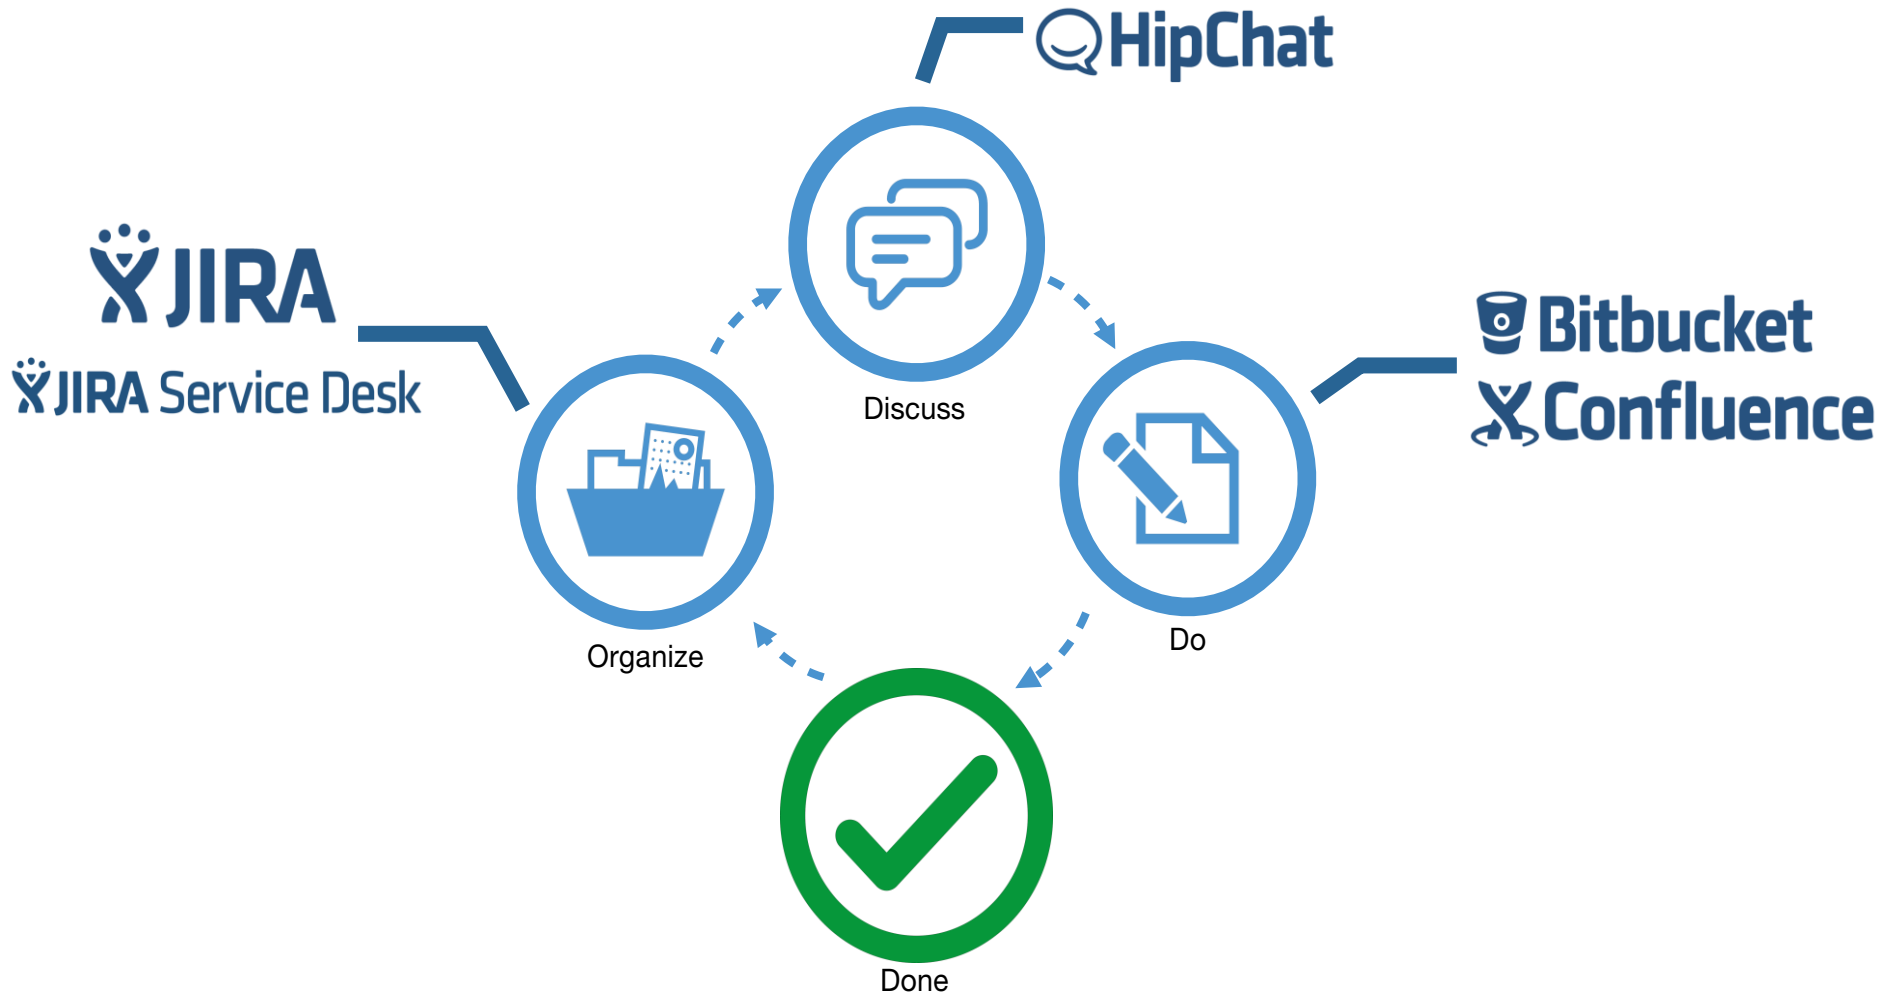 HipChat
JIRA
JIRA Service Desk
Discuss
Bitbucket
Confluence
Organize
Do
Done